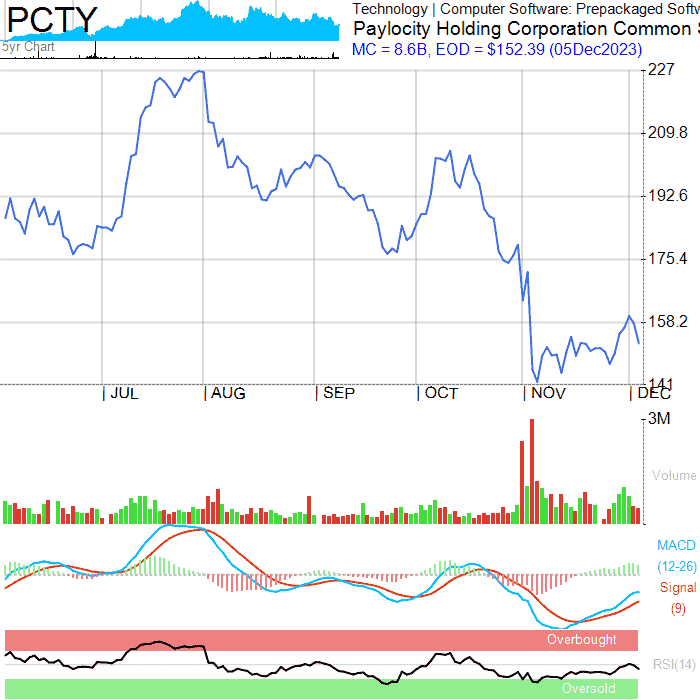 PCTY
5yr Chart
Technology | Computer Software: Prepackaged Softw
Paylocity Holding Corporation Common S
MC = 8.6B, EOD = $152.39 (05Dec2023)
227
209.8
192.6
175.4
158.2
141
JUL AUG SEP OCT NOV DEC
3M
Volume
MACD
(12-26)
Signal
(9)
Overbought
RSI(14)
Oversold